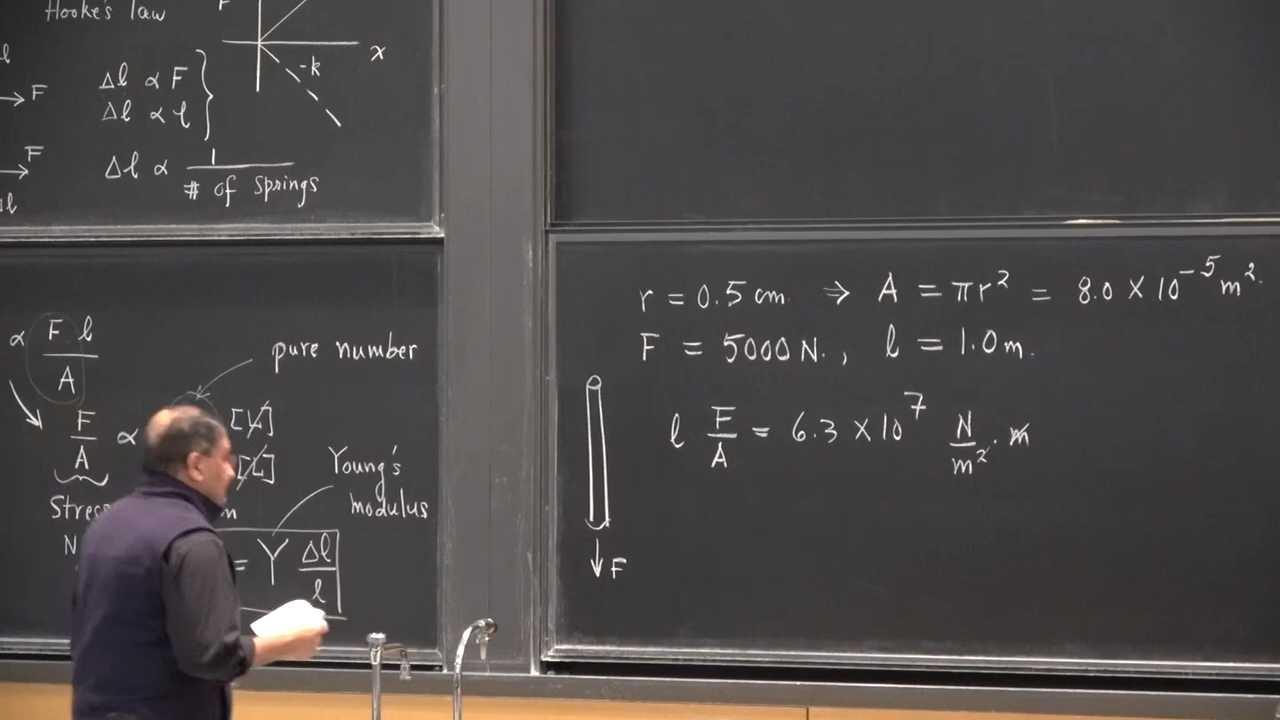 Hooke's law
F
x
-k
l
F
Δl ∝ F
Δl ∝ l
F
Δl
Δl ∝ 1 / # of springs
∝ F l / A
pure number
F / A ∝
[L]
[L]
Stress
N
Young's modulus
= Y Δl / l
r = 0.5 cm. ⇒ A = πr² = 8.0 × 10⁻⁵ m².
F = 5000 N., l = 1.0 m.
l F / A = 6.3 × 10⁷ N / m² · m
F